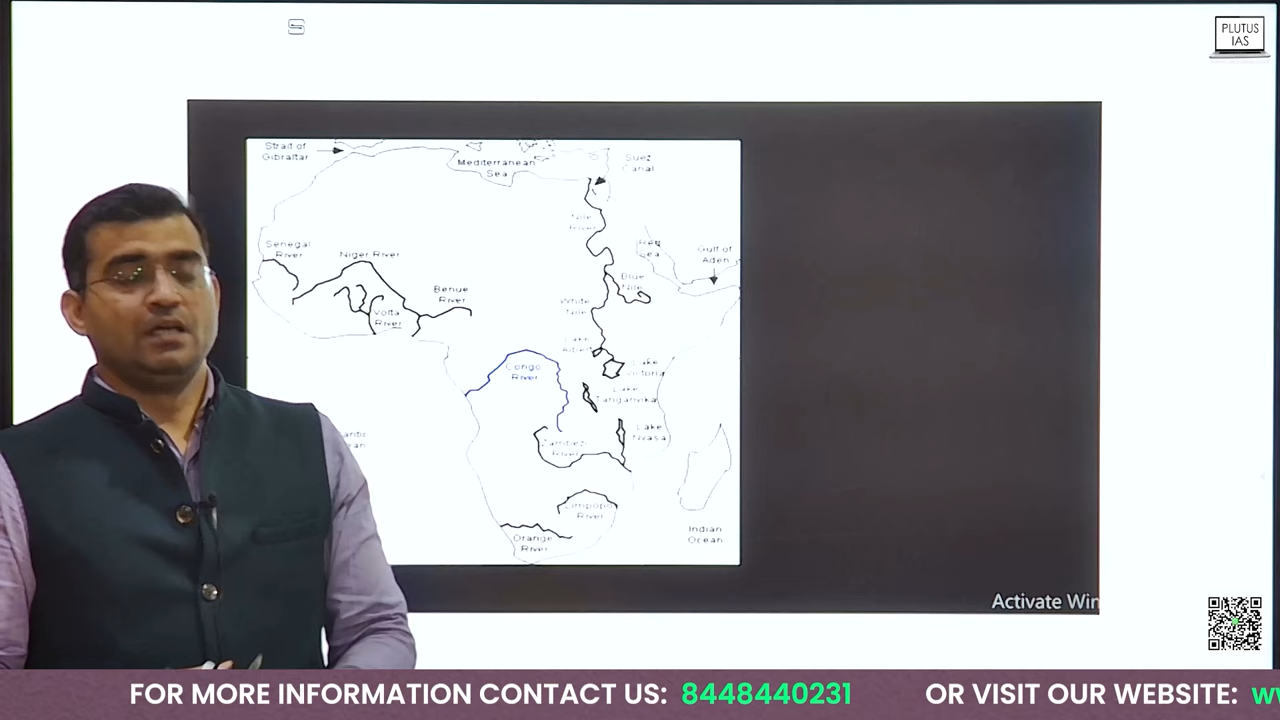 PLUTUS
IAS
Strait of
Gibraltar
Mediterranean
Sea
Suez
Canal
Nile
River
Red
Sea
Gulf of
Aden
Senegal
River
Niger River
Benue
River
Volta
River
Blue
Nile
White
Nile
Lake
Albert
Lake
Victoria
Congo
River
Lake
Tanganyika
Lake
Nyasa
Zambezi
River
Limpopo
River
Orange
River
Indian
Ocean
Activate Win
FOR MORE INFORMATION CONTACT US: 8448440231 OR VISIT OUR WEBSITE: